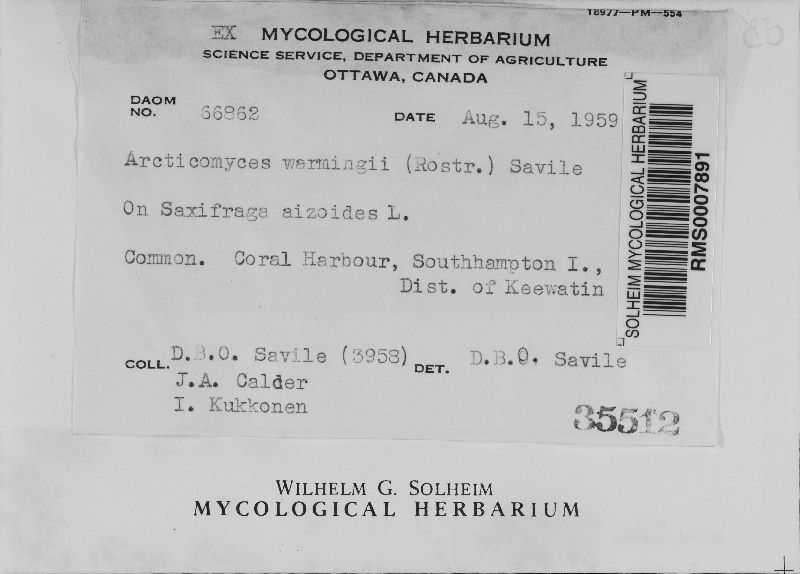 18977—PM—554
EX MYCOLOGICAL HERBARIUM
SCIENCE SERVICE, DEPARTMENT OF AGRICULTURE
OTTAWA, CANADA
DAOM NO. 66862 DATE Aug. 15, 1959
Arcticomyces warmingii (Rostr.) Savile
On Saxifraga aizoides L.
Common. Coral Harbour, Southhampton I.,
Dist. of Keewatin
COLL. D.B.O. Savile (3958) DET. D.B.O. Savile
J.A. Calder
I. Kukkonen
35512
SOLHEIM MYCOLOGICAL HERBARIUM
RMS0007891
WILHELM G. SOLHEIM
MYCOLOGICAL HERBARIUM